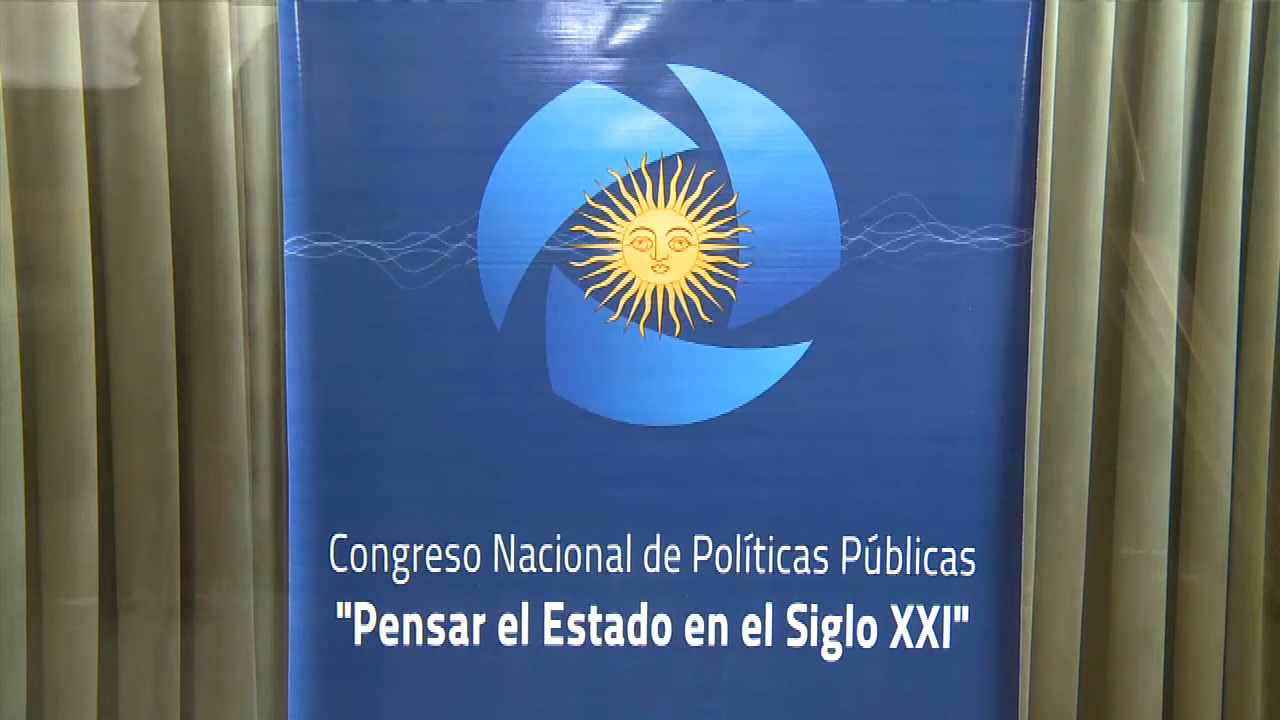 Congreso Nacional de Políticas Públicas
"Pensar el Estado en el Siglo XXI"